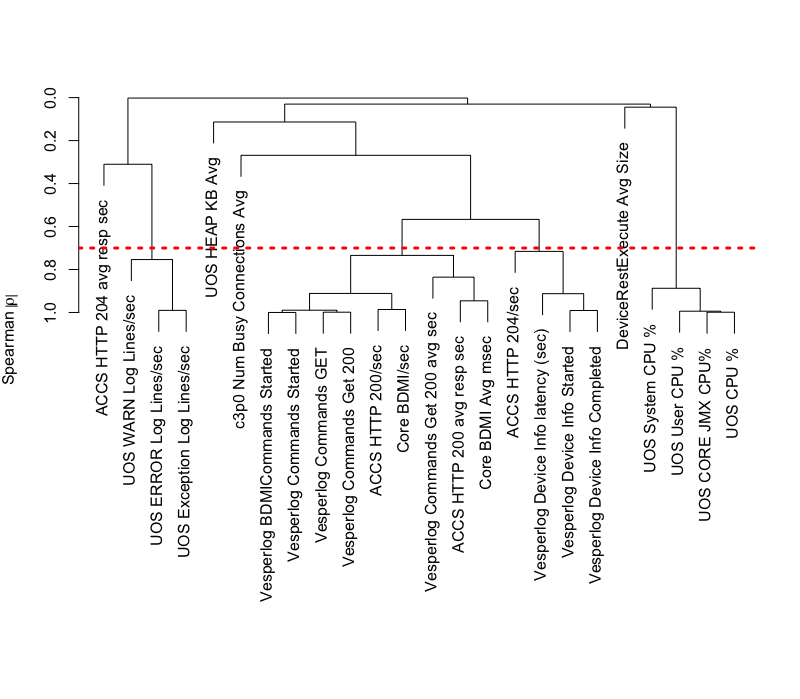 Spearman |ρ|
0.0
0.2
0.4
0.6
0.8
1.0
ACCS HTTP 204 avg resp sec
UOS WARN Log Lines/sec
UOS ERROR Log Lines/sec
UOS Exception Log Lines/sec
UOS HEAP KB Avg
c3p0 Num Busy Connections Avg
Vesperlog BDMICommands Started
Vesperlog Commands Started
Vesperlog Commands GET
Vesperlog Commands Get 200
ACCS HTTP 200/sec
Core BDMI/sec
Vesperlog Commands Get 200 avg sec
ACCS HTTP 200 avg resp sec
Core BDMI Avg msec
ACCS HTTP 204/sec
Vesperlog Device Info latency (sec)
Vesperlog Device Info Started
Vesperlog Device Info Completed
DeviceRestExecute Avg Size
UOS System CPU %
UOS User CPU %
UOS CORE JMX CPU%
UOS CPU %